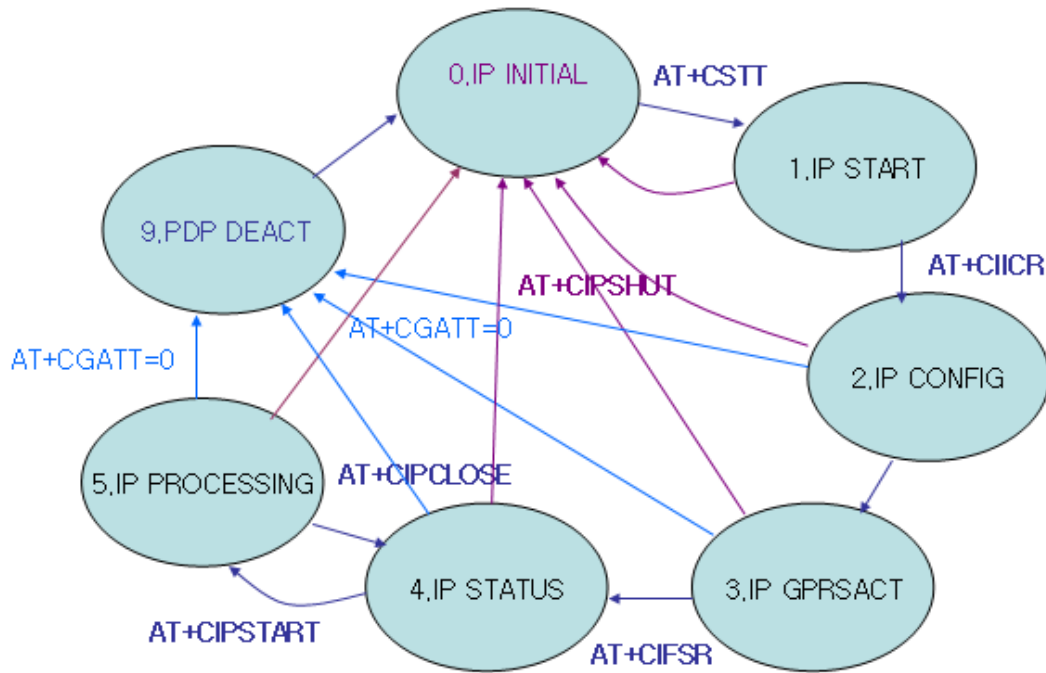 0,IP INITIAL
AT+CSTT
1,IP START
9,PDP DEACT
AT+CIICR
AT+CIPSHUT
AT+CGATT=0
AT+CGATT=0
2,IP CONFIG
5,IP PROCESSING
AT+CIPCLOSE
4,IP STATUS
3,IP GPRSACT
AT+CIPSTART
AT+CIFSR